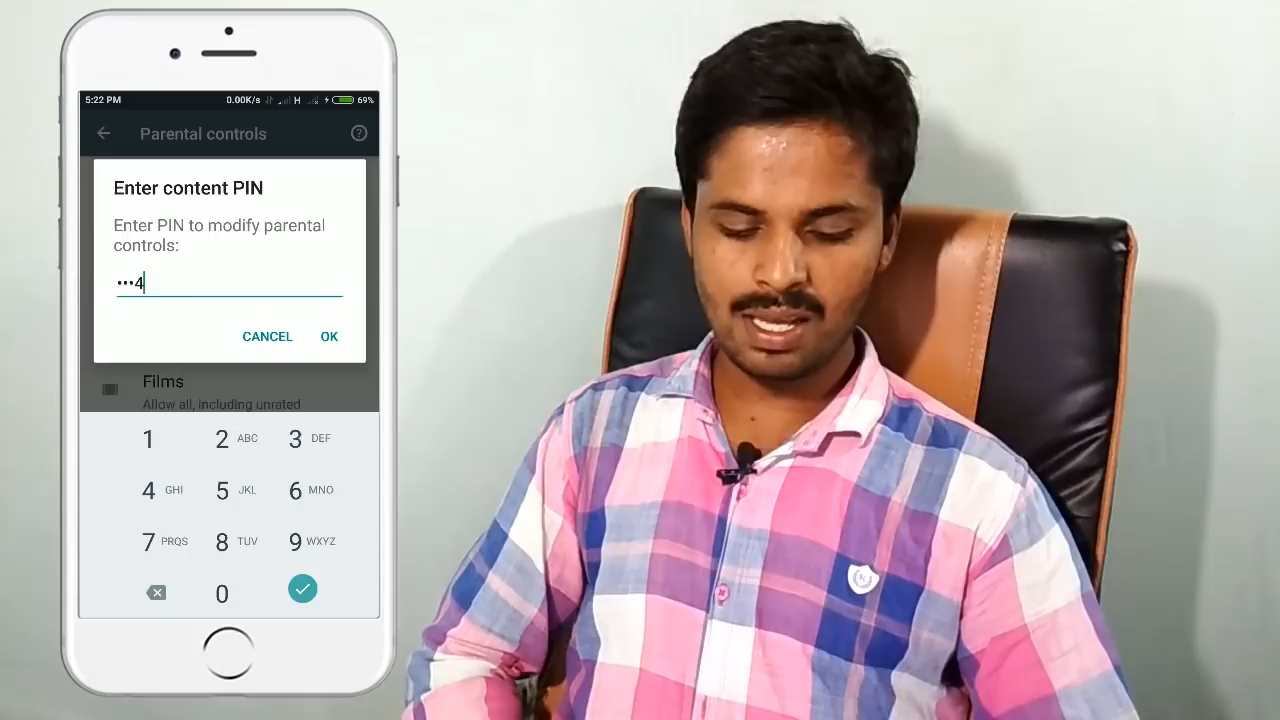 5:22 PM 0.00K/s H 69%
Parental controls ?
Enter content PIN
Enter PIN to modify parental
controls:
•••4
CANCEL OK
Films
Allow all, including unrated
1 2 ABC 3 DEF
4 GHI 5 JKL 6 MNO
7 PRQS 8 TUV 9 WXYZ
0